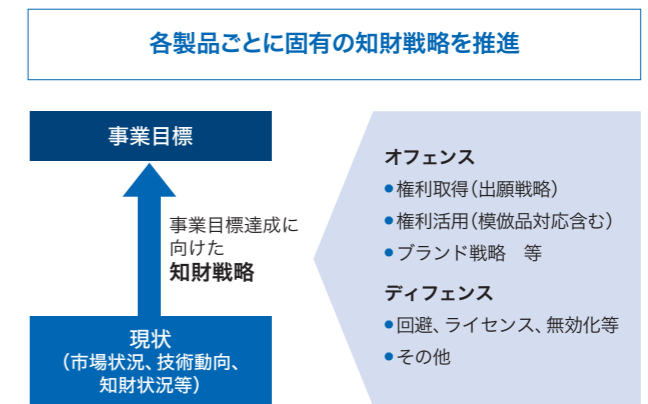 各製品ごとに固有の知財戦略を推進
事業目標
事業目標達成に
向けた
知財戦略
現状
（市場状況、技術動向、
知財状況等）
オフェンス
●権利取得（出願戦略）
●権利活用（模倣品対応含む）
●ブランド戦略　等
ディフェンス
●回避、ライセンス、無効化等
●その他